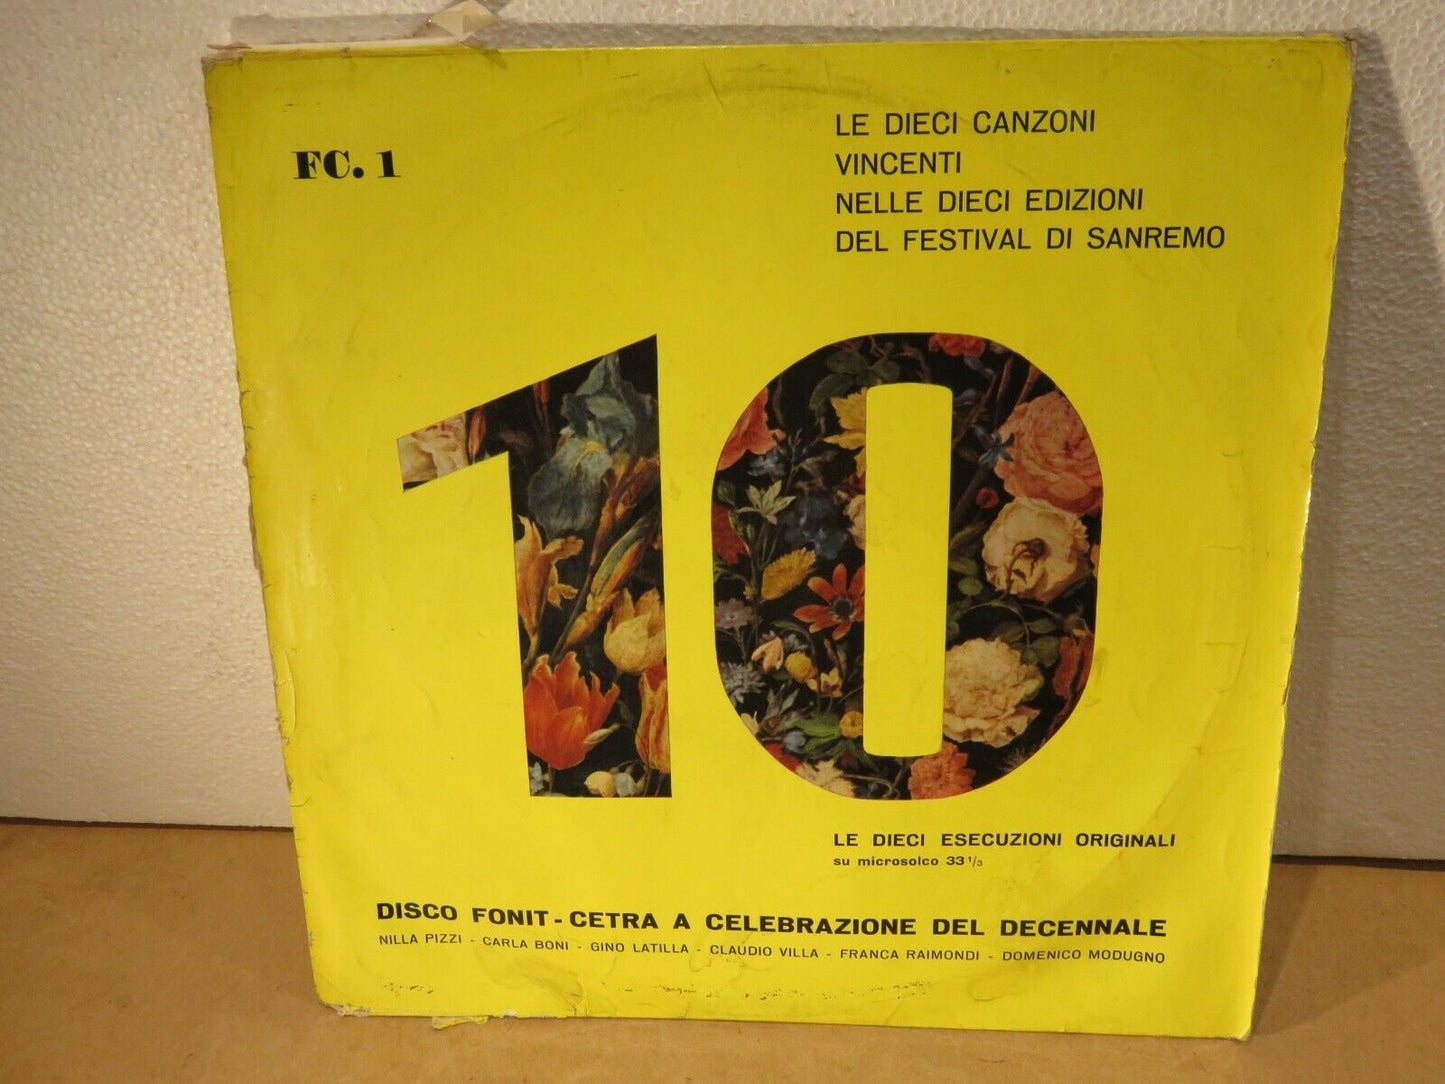 FC. 1
LE DIECI CANZONI
VINCENTI
NELLE DIECI EDIZIONI
DEL FESTIVAL DI SANREMO
10
LE DIECI ESECUZIONI ORIGINALI
su microsolco 33 1/3
DISCO FONIT - CETRA A CELEBRAZIONE DEL DECENNALE
NILLA PIZZI - CARLA BONI - GINO LATILLA - CLAUDIO VILLA - FRANCA RAIMONDI - DOMENICO MODUGNO